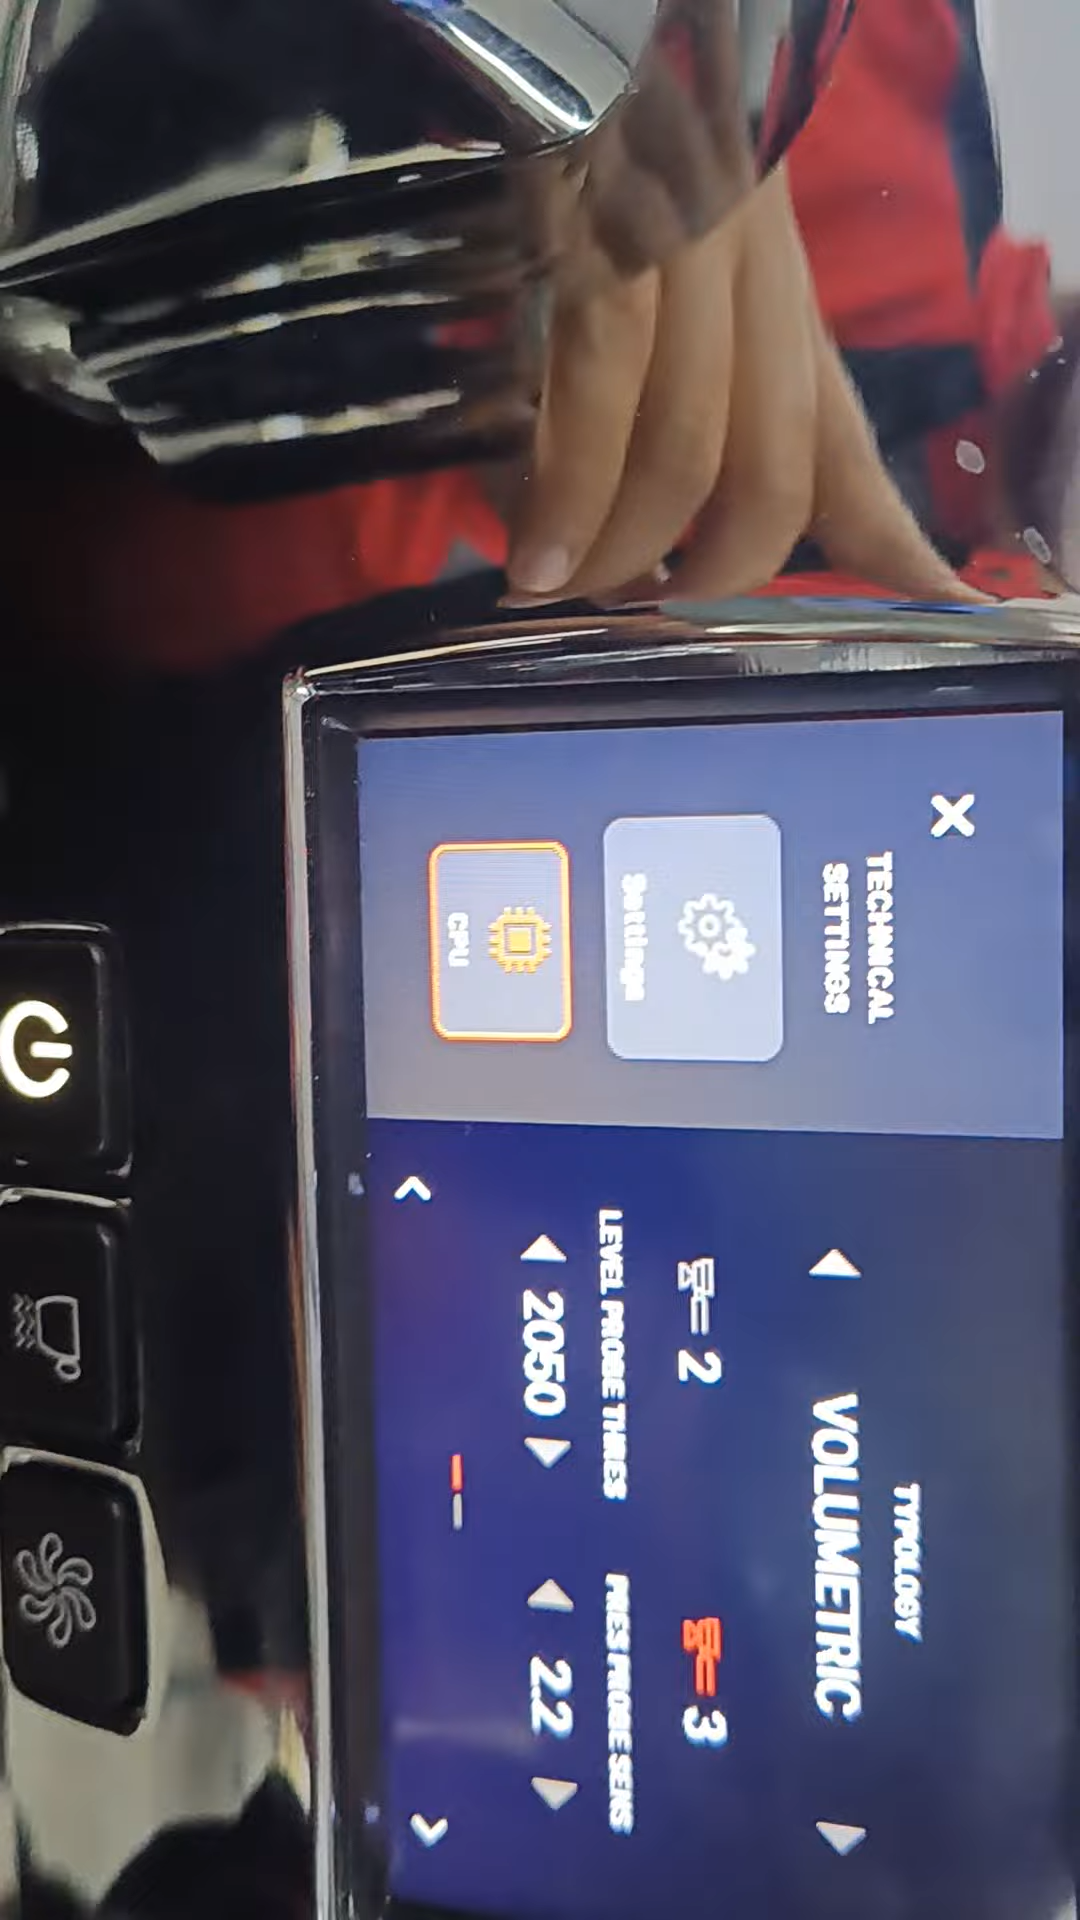 TECHNICAL
SETTINGS
Settings
CPU
TYPOLOGY
VOLUMETRIC
2
3
LEVEL PROBE THRES
PRES PROBE SENS
2050
2.2